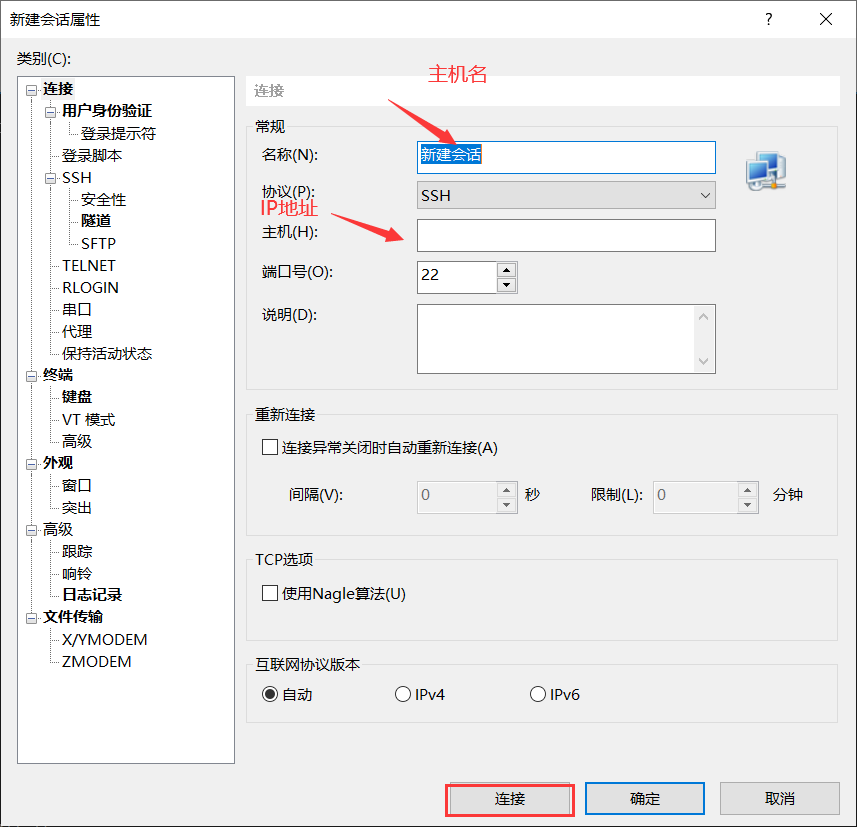 新建会话属性
?
类别(C):
连接
用户身份验证
登录提示符
登录脚本
SSH
安全性
隧道
SFTP
TELNET
RLOGIN
串口
代理
保持活动状态
终端
键盘
VT 模式
高级
外观
窗口
突出
高级
跟踪
响铃
日志记录
文件传输
X/YMODEM
ZMODEM
主机名
连接
常规
名称(N):
新建会话
协议(P):
SSH
IP地址
主机(H):
端口号(O):
22
说明(D):
重新连接
连接异常关闭时自动重新连接(A)
间隔(V): 0 秒 限制(L): 0 分钟
TCP选项
使用Nagle算法(U)
互联网协议版本
自动 IPv4 IPv6
连接 确定 取消